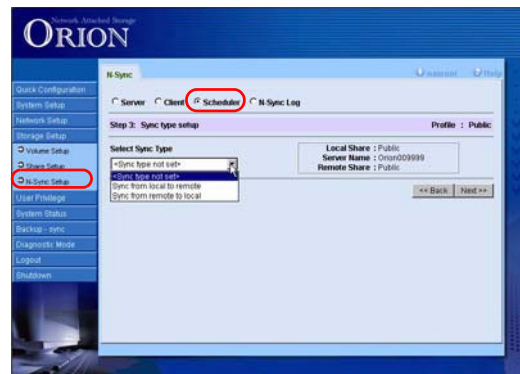 Network Attached Storage
ORION
N-Sync
nasroot Help
Quick Configuration
System Setup
Network Setup
Storage Setup
Volume Setup
Share Setup
N-Sync Setup
User Privilege
System Status
Backup - sync
Diagnostic Mode
Logout
Shutdown
Server Client Scheduler N-Sync Log
Step 3: Sync type setup Profile : Public
Select Sync Type
<Sync type not set>
<Sync type not set>
Sync from local to remote
Sync from remote to local
Local Share : Public
Server Name : Orion009999
Remote Share : Public
<< Back Next >>